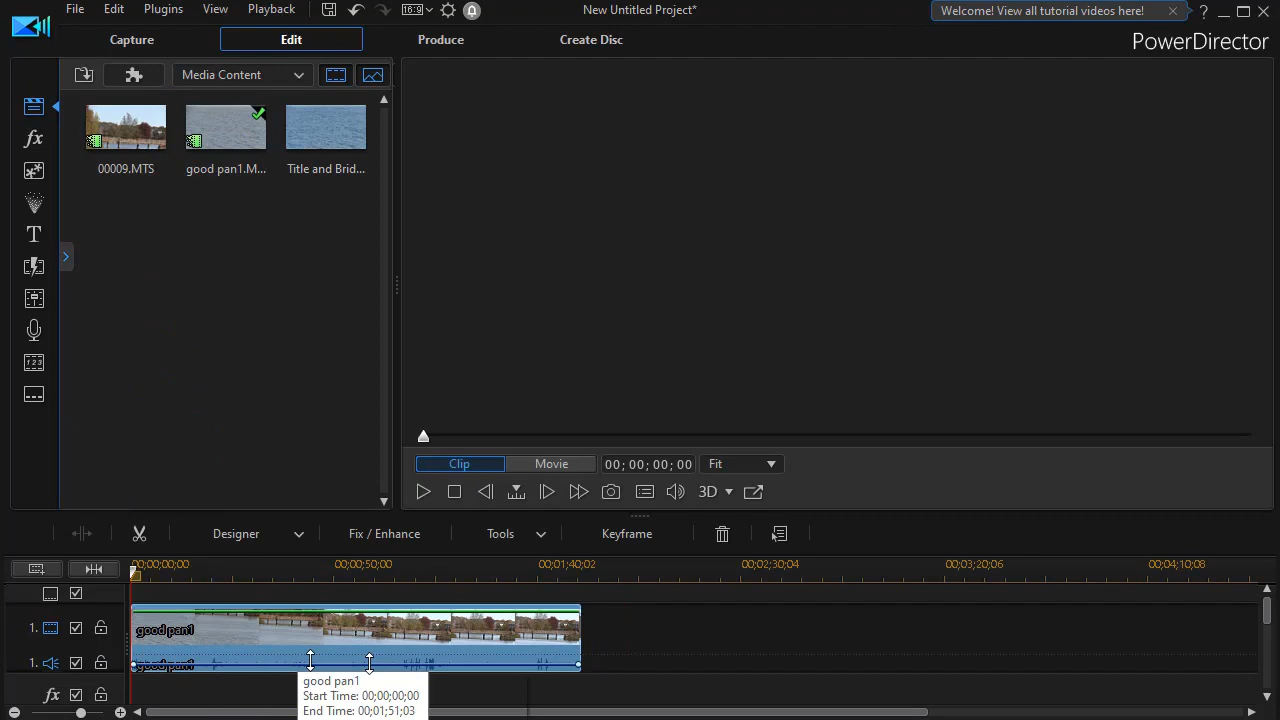 File Edit Plugins View Playback New Untitled Project* Welcome! View all tutorial videos here! ?
Capture Edit Produce Create Disc PowerDirector
Media Content
00009.MTS good pan1.M... Title and Brid...
Clip Movie 00; 00; 00; 00 Fit
3D
Designer Fix / Enhance Tools Keyframe
00;00;00;00 00;00;50;00 00;01;40;02 00;02;30;04 00;03;20;06 00;04;10;08
1. good pan1
1. good pan1
fx
good pan1
Start Time: 00;00;00;00
End Time: 00;01;51;03